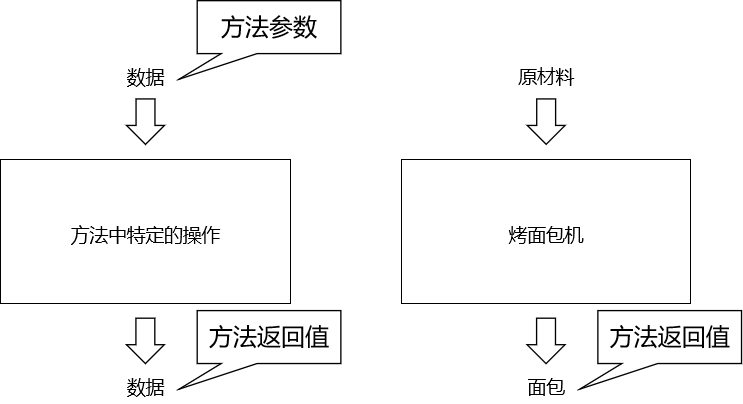 方法参数
数据
方法中特定的操作
方法返回值
数据
原材料
烤面包机
方法返回值
面包